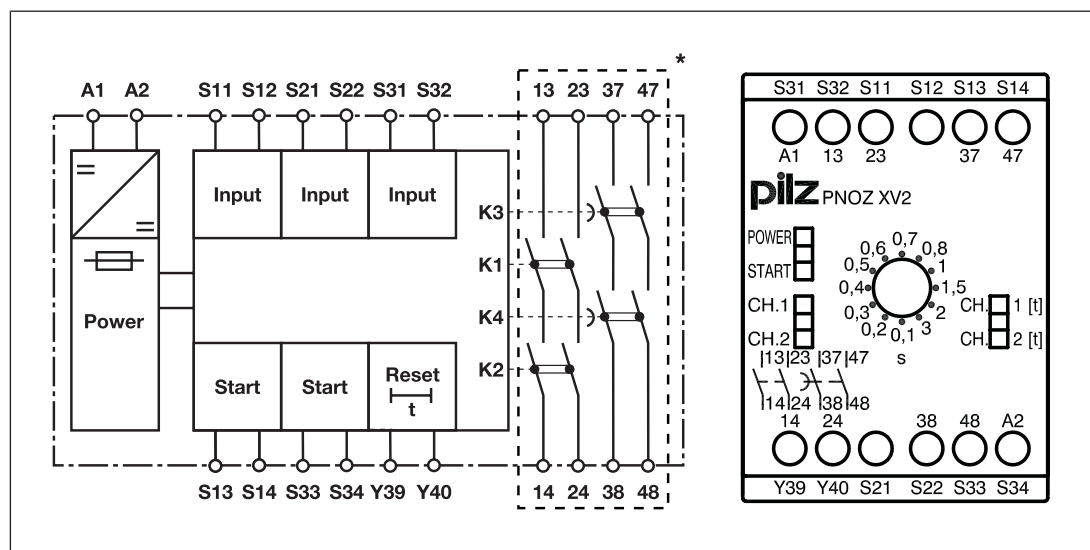 *
A1 A2 S11 S12 S21 S22 S31 S32 13 23 37 47
=
=
Input Input Input
K3
K1
Power
K4
K2
Start Start Reset
t
S13 S14 S33 S34 Y39 Y40 14 24 38 48
S31 S32 S11 S12 S13 S14
A1 13 23 37 47
pilz PNOZ XV2
POWER
START
CH.1
CH.2
0,7
0,6 0,8
0,5 1
0,4 1,5
0,3 2
0,2 0,1 3
s
CH. 1 [t]
CH. 2 [t]
13 23 37 47
14 24 38 48
14 24 38 48 A2
Y39 Y40 S21 S22 S33 S34